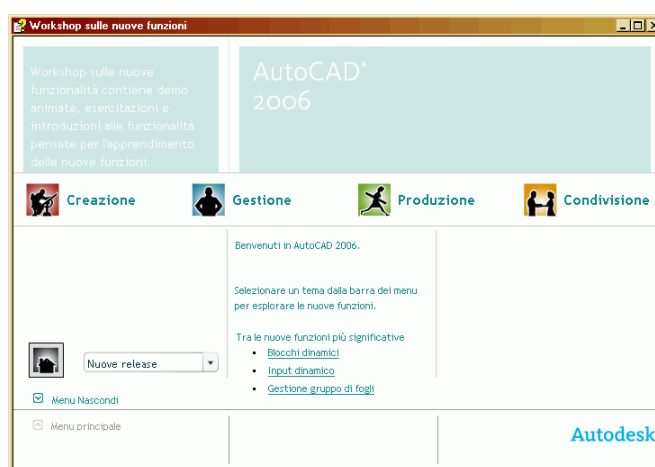 Workshop sulle nuove funzioni
Workshop sulle nuove
funzionalità contiene demo
animate, esercitazioni e
introduzioni alle funzionalità
pensate per l'apprendimento
delle nuove funzioni.
AutoCAD®
2006
Creazione
Gestione
Produzione
Condivisione
Benvenuti in AutoCAD 2006.
Selezionare un tema dalla barra dei menu
per esplorare le nuove funzioni.
Tra le nuove funzioni più significative
Blocchi dinamici
Input dinamico
Gestione gruppo di fogli
Nuove release
Menu Nascondi
Menu principale
Autodesk